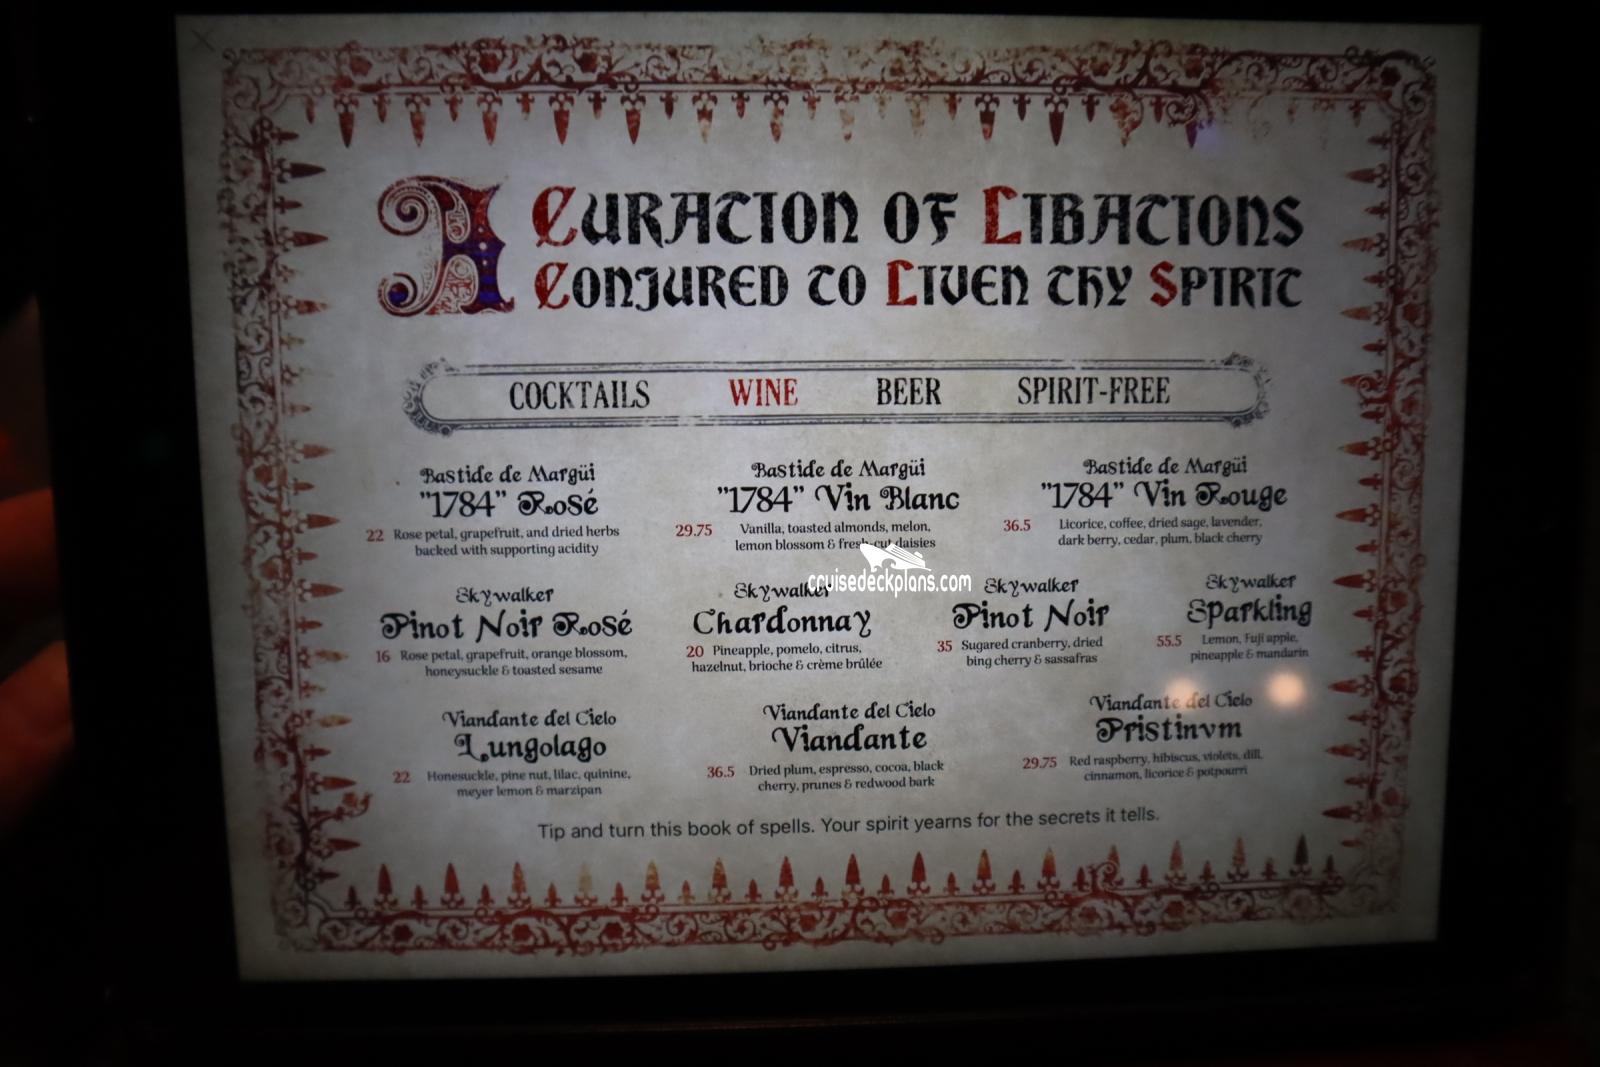 A CURATION OF LIBATIONS
CONJURED TO LIVEN THY SPIRIT
COCKTAILS WINE BEER SPIRIT-FREE
Bastide de Margüi
"1784" Rosé
22 Rose petal, grapefruit, and dried herbs
backed with supporting acidity
Bastide de Margüi
"1784" Vin Blanc
29.75 Vanilla, toasted almonds, melon,
lemon blossom & fresh-cut daisies
Bastide de Margüi
"1784" Vin Rouge
36.5 Licorice, coffee, dried sage, lavender,
dark berry, cedar, plum, black cherry
cruisedeckplans.com
Skywalker
Pinot Noir Rosé
16 Rose petal, grapefruit, orange blossom,
honeysuckle & toasted sesame
Skywalker
Chardonnay
20 Pineapple, pomelo, citrus,
hazelnut, brioche & crème brûlée
Skywalker
Pinot Noir
35 Sugared cranberry, dried
bing cherry & sassafras
Skywalker
Sparkling
55.5 Lemon, Fuji apple,
pineapple & mandarin
Viandante del Cielo
Lungolago
22 Honesuckle, pine nut, lilac, quinine,
meyer lemon & marzipan
Viandante del Cielo
Viandante
36.5 Dried plum, espresso, cocoa, black
cherry, prunes & redwood bark
Viandante del Cielo
Pristinvm
29.75 Red raspberry, hibiscus, violets, dill,
cinnamon, licorice & potpourri
Tip and turn this book of spells. Your spirit yearns for the secrets it tells.